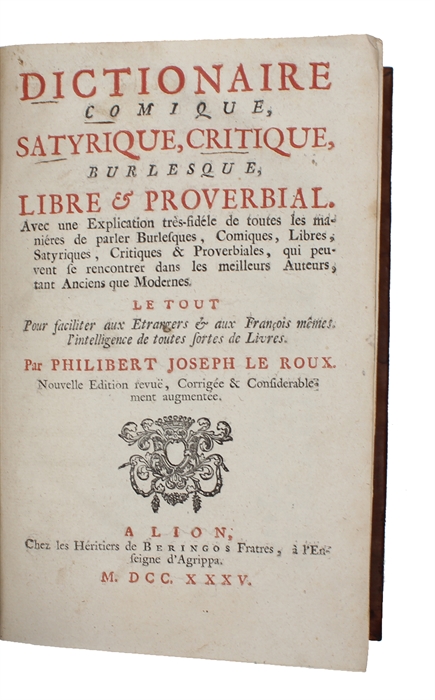 DICTIONAIRE
COMIQUE,
SATYRIQUE, CRITIQUE,
BURLESQUE,
LIBRE & PROVERBIAL.
Avec une Explication très-fidéle de toutes les ma-
niéres de parler Burlesques, Comiques, Libres,
Satyriques, Critiques & Proverbiales, qui peu-
vent se rencontrer dans les meilleurs Auteurs,
tant Anciens que Modernes.
LE TOUT
Pour faciliter aux Etrangers & aux François mêmes,
l'intelligence de toutes sortes de Livres.
Par PHILIBERT JOSEPH LE ROUX.
Nouvelle Edition revuë, Corrigée & Considerable-
ment augmentée.
A LION,
Chez les Héritiers de BERINGOS Fratres, à l'En-
seigne d'Agrippa.
M. DCC. XXXV.